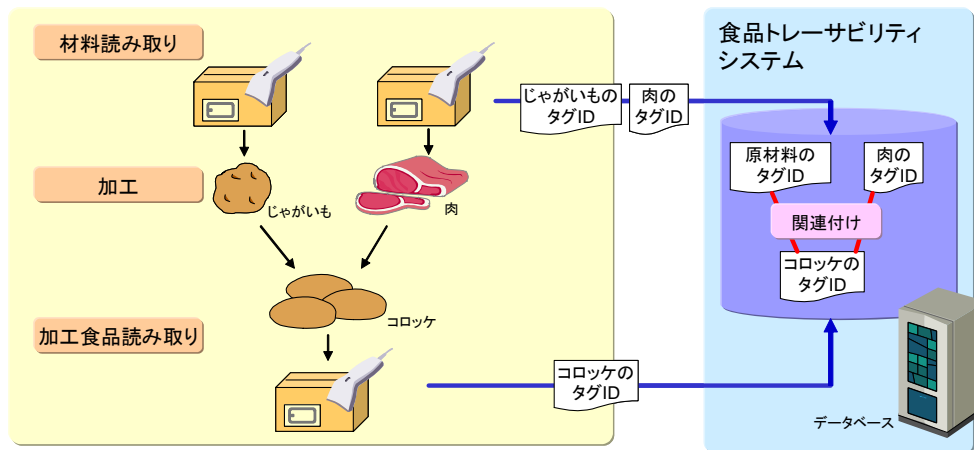 材料読み取り
食品トレーサビリティ
システム
じゃがいもの
タグID
肉の
タグID
原材料の
タグID
肉の
タグID
加工
じゃがいも
肉
関連付け
コロッケの
タグID
コロッケ
加工食品読み取り
コロッケの
タグID
データベース